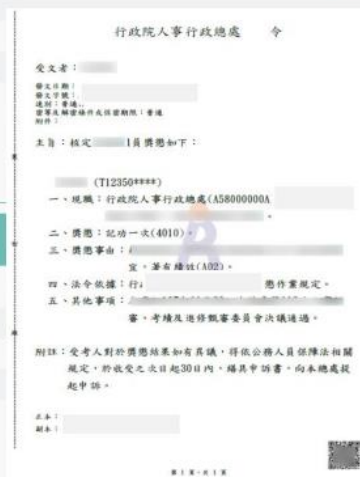 行政院人事行政總處 令
受文者：
發文日期：
發文字號：
速別：普通
密等及解密條件或保密期限：普通
附件：
主旨：核定 1員獎懲如下：
(T12350****)
一、現職：行政院人事行政總處(A58000000A
二、獎懲：記功一次(4010)。
三、獎懲事由：
宜，著有績效(A02)。
四、法令依據：行 懲作業規定。
五、其他事項：
審、考績及進修甄審委員會決議通過。
附註：受考人對於獎懲結果如有異議，得依公務人員保障法相關
規定，於收受之次日起30日內，繕具申訴書，向本總處提
起申訴。
正本：
副本：
第 1 頁，共 1 頁